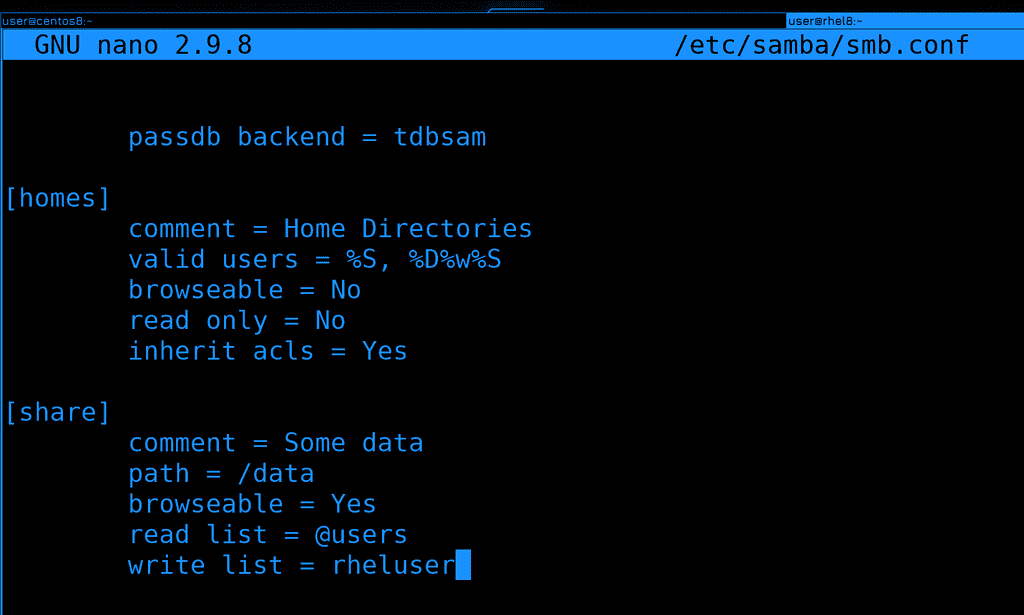 user@centos8:~ user@rhel8:~
GNU nano 2.9.8 /etc/samba/smb.conf
passdb backend = tdbsam
[homes]
comment = Home Directories
valid users = %S, %D%w%S
browseable = No
read only = No
inherit acls = Yes
[share]
comment = Some data
path = /data
browseable = Yes
read list = @users
write list = rheluser